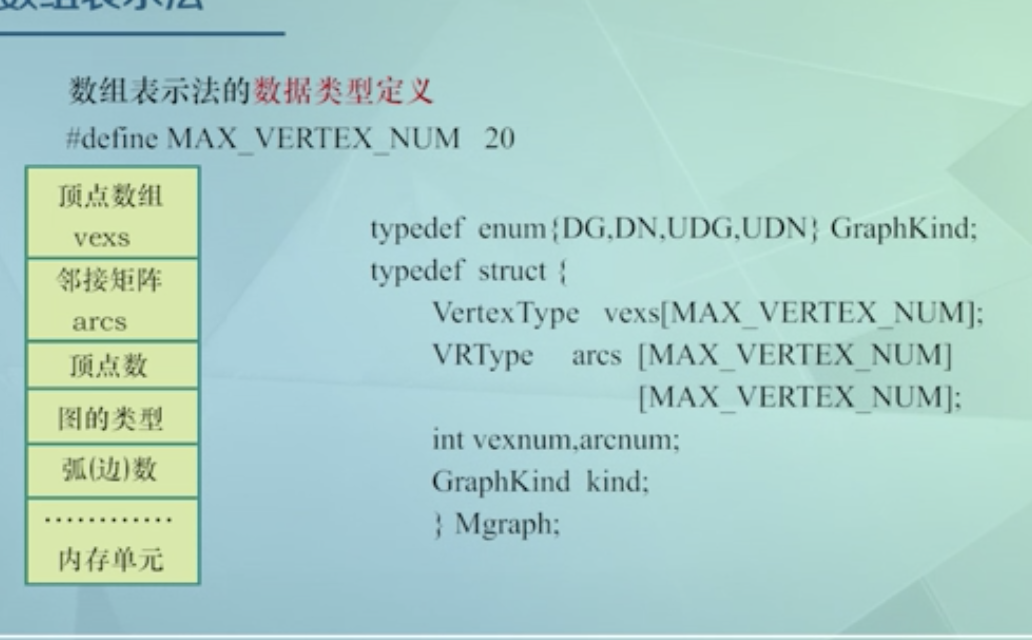 数组表示法
数组表示法的数据类型定义
#define MAX_VERTEX_NUM 20
顶点数组
vexs
邻接矩阵
arcs
顶点数
图的类型
弧(边)数
…………
内存单元
typedef enum{DG,DN,UDG,UDN} GraphKind;
typedef struct {
VertexType vexs[MAX_VERTEX_NUM];
VRType arcs [MAX_VERTEX_NUM]
[MAX_VERTEX_NUM];
int vexnum,arcnum;
GraphKind kind;
} Mgraph;